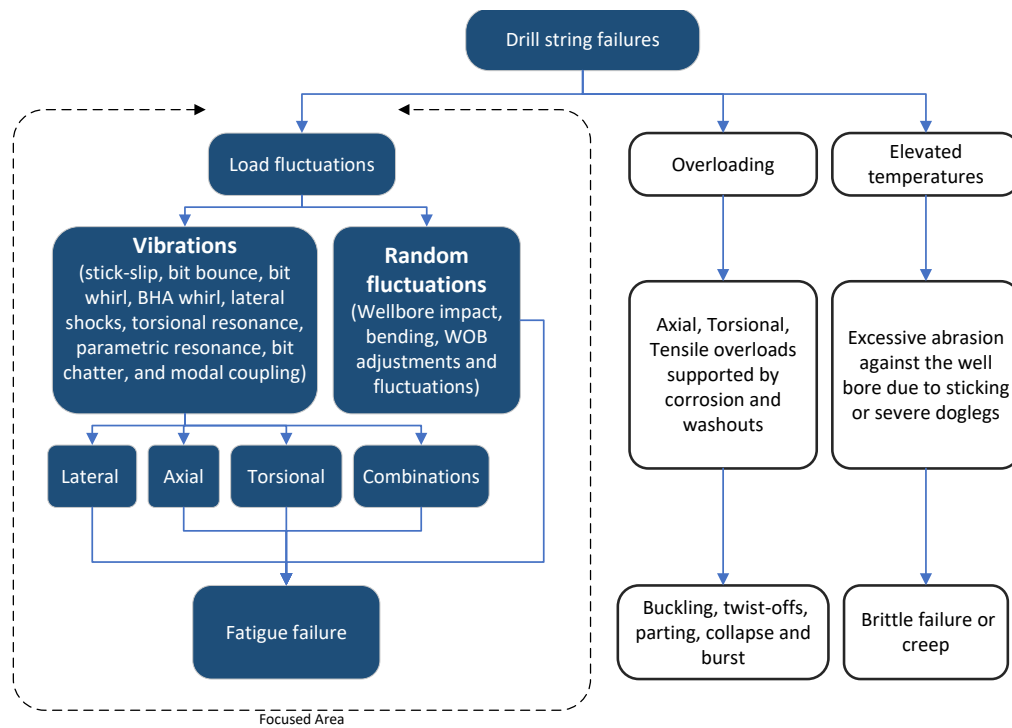 Drill string failures
Load fluctuations
Overloading
Elevated
temperatures
Vibrations
(stick-slip, bit bounce, bit
whirl, BHA whirl, lateral
shocks, torsional resonance,
parametric resonance, bit
chatter, and modal coupling)
Random
fluctuations
(Wellbore impact,
bending, WOB
adjustments and
fluctuations)
Axial, Torsional,
Tensile overloads
supported by
corrosion and
washouts
Excessive abrasion
against the well
bore due to sticking
or severe doglegs
Lateral
Axial
Torsional
Combinations
Fatigue failure
Buckling, twist-offs,
parting, collapse and
burst
Brittle failure or
creep
Focused Area